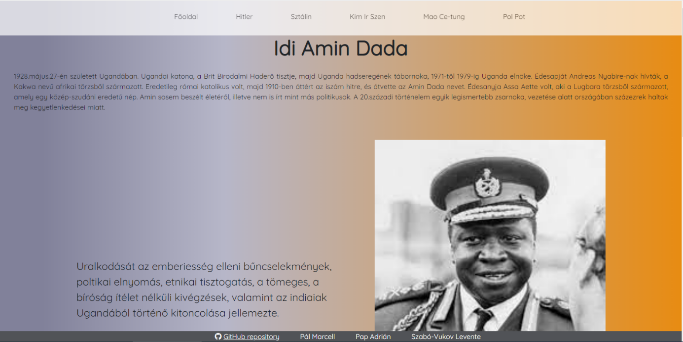 Főoldal Hitler Sztálin Kim Ir Szen Mao Ce-tung Pol Pot
Idi Amin Dada
1928.május.27-én született Ugandában. Ugandai katona, a Brit Birodalmi Haderő tisztje, majd Uganda hadseregének tábornoka, 1971-től 1979-ig Uganda elnöke. Édesapját Andreas Nyabire-nak hívták, a
Kakwa nevű afrikai törzsből származott. Eredetileg római katolikus volt, majd 1910-ben áttért az iszám hitre, és átvette az Amin Dada nevet. Édesanyja Assa Aatte volt, aki a Lugbara törzsből származott,
amely egy közép-szudáni eredetű nép. Amin sosem beszélt életéről, illetve nem is írt mint más politikusok. A 20.századi történelem egyik legismertebb zsarnoka, vezetése alatt országában százezrek haltak
meg kegyetlenkedései miatt.
Uralkodását az emberiesség elleni bűncselekmények,
poltikai elnyomás, etnikai tisztogatás, a tömeges, a
bíróság ítélet nélküli kivégzések, valamint az indiaiak
Ugandából történő kitoncolása jellemezte.
GitHub repository Pál Marcell Pap Adrián Szabó-Vukov Levente